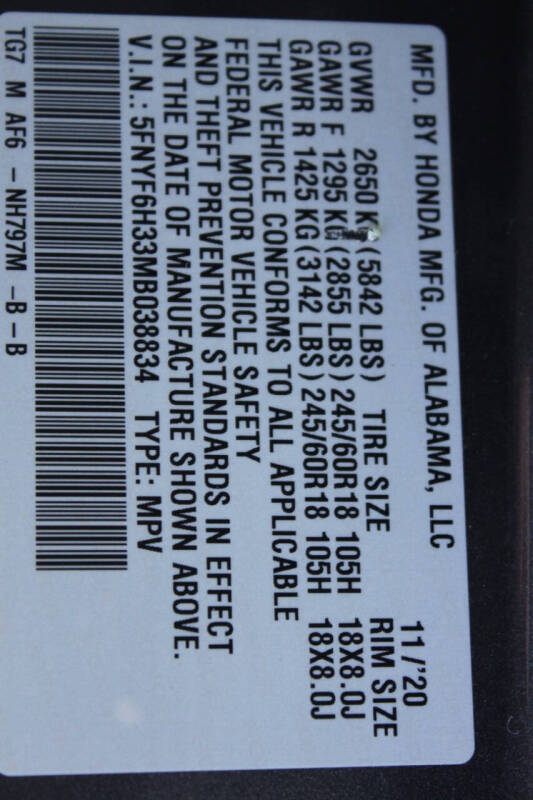 MFD. BY HONDA MFG. OF ALABAMA, LLC 11/'20
GVWR 2650 KG(5842 LBS) TIRE SIZE RIM SIZE
GAWR F 1295 KG(2855 LBS)245/60R18 105H 18X8.0J
GAWR R 1425 KG(3142 LBS)245/60R18 105H 18X8.0J
THIS VEHICLE CONFORMS TO ALL APPLICABLE
FEDERAL MOTOR VEHICLE SAFETY
AND THEFT PREVENTION STANDARDS IN EFFECT
ON THE DATE OF MANUFACTURE SHOWN ABOVE.
V.I.N.: 5FNYF6H33MB038834 TYPE: MPV
TG7 M AF6 - NH797M -B-B